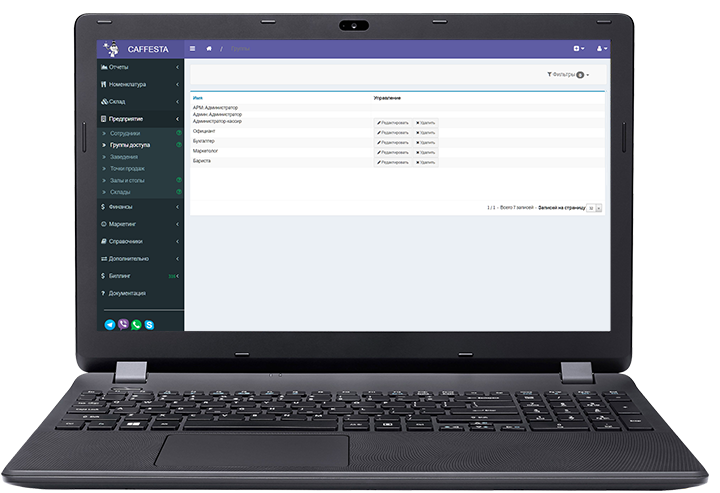 CAFFESTA
/
Фильтры 0
Отчеты
Номенклатура
Склад
Предприятие
Сотрудники
Группы доступа
Заведения
Точки продаж
Залы и столы
Склады
Финансы
Маркетинг
Справочники
Дополнительно
$ Биллинг
? Документация
Имя Управление
АРМ-Администратор
Админ-Администратор
Администратор-кассир Редактировать Удалить
Официант Редактировать Удалить
Бухгалтер Редактировать Удалить
Маркетолог Редактировать Удалить
Бариста Редактировать Удалить
1 / 1 - Всего 7 записей - Записей на страницу